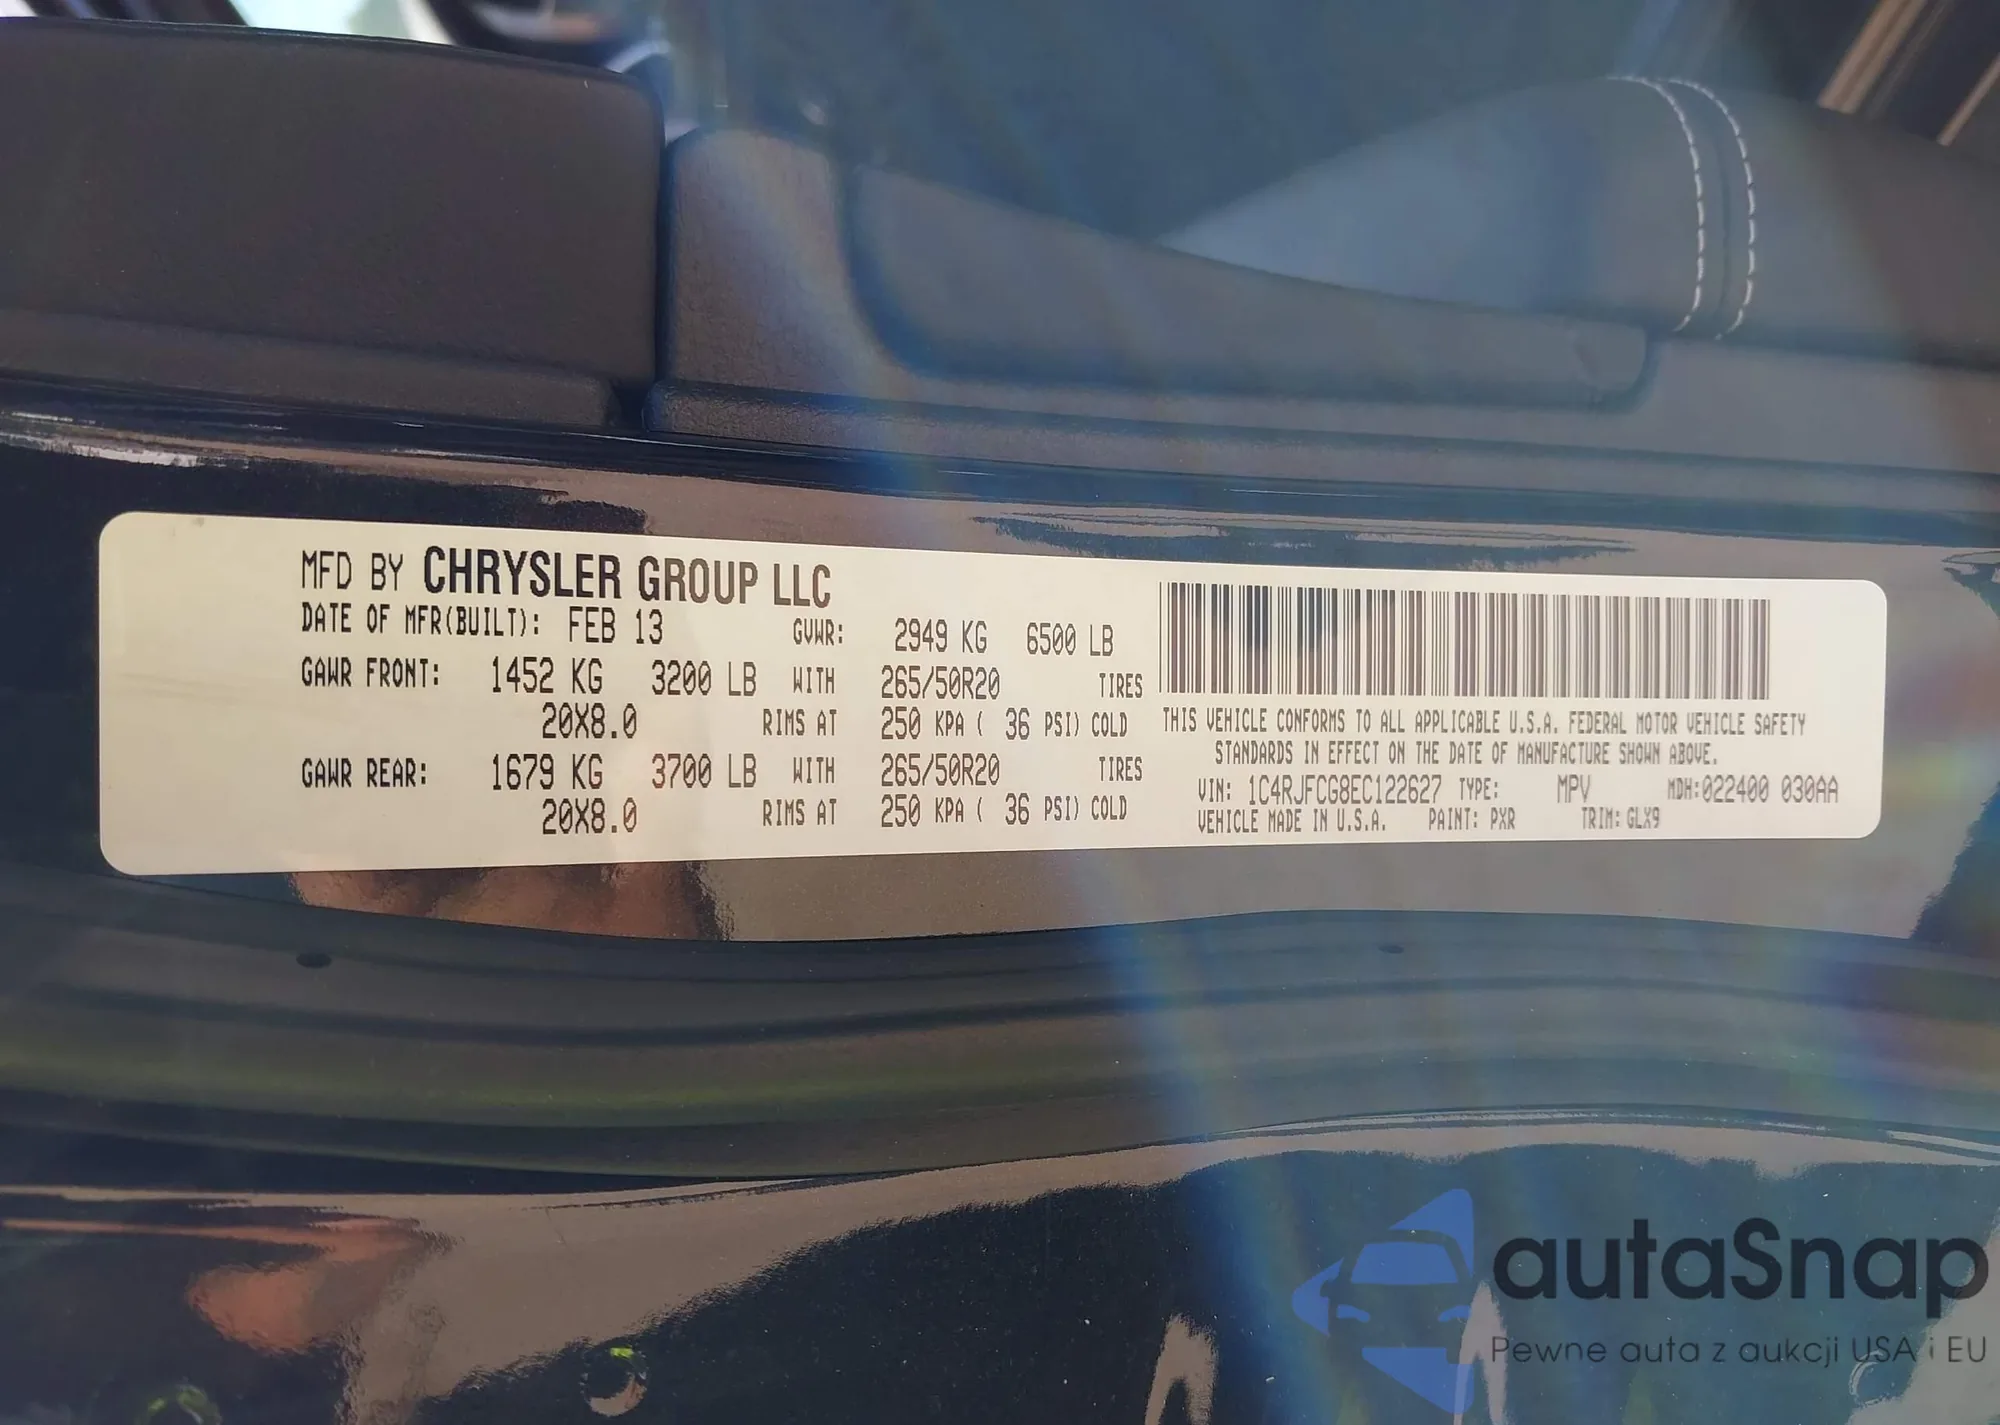 MFD BY CHRYSLER GROUP LLC
DATE OF MFR(BUILT): FEB 13 GVWR: 2949 KG 6500 LB
GAWR FRONT: 1452 KG 3200 LB WITH 265/50R20 TIRES
20X8.0 RIMS AT 250 KPA ( 36 PSI) COLD
GAWR REAR: 1679 KG 3700 LB WITH 265/50R20 TIRES
20X8.0 RIMS AT 250 KPA ( 36 PSI) COLD
THIS VEHICLE CONFORMS TO ALL APPLICABLE U.S.A. FEDERAL MOTOR VEHICLE SAFETY
STANDARDS IN EFFECT ON THE DATE OF MANUFACTURE SHOWN ABOVE.
VIN: 1C4RJFCG8EC122627 TYPE: MPV MDH:022400 030AA
VEHICLE MADE IN U.S.A. PAINT: PXR TRIM: GLX9
autaSnap
Pewne auta z aukcji USA i EU